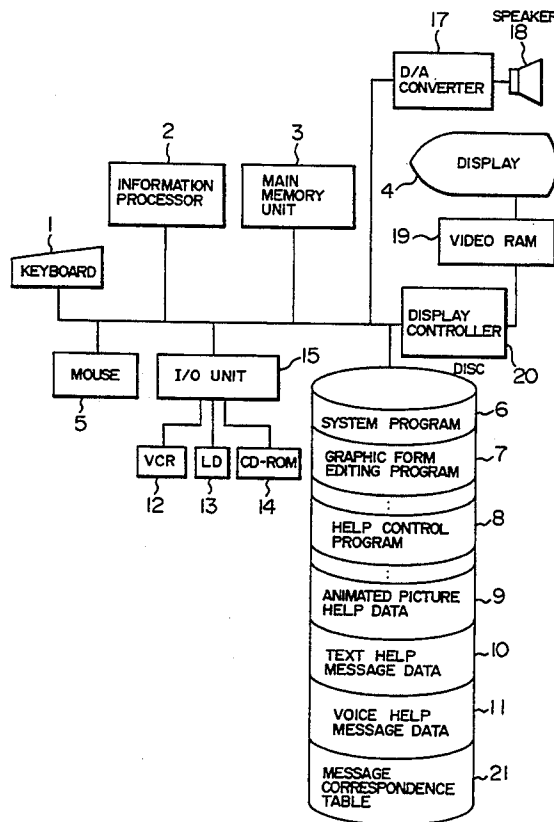 SPEAKER
17
18
D/A
CONVERTER
2
3
INFORMATION
PROCESSOR
MAIN
MEMORY
UNIT
DISPLAY
4
19
VIDEO RAM
1
KEYBOARD
DISPLAY
CONTROLLER
20
MOUSE
5
I/O UNIT
15
VCR
LD
CD-ROM
12
13
14
DISC
SYSTEM PROGRAM
6
GRAPHIC FORM
EDITING PROGRAM
7
HELP CONTROL
PROGRAM
8
ANIMATED PICTURE
HELP DATA
9
TEXT HELP
MESSAGE DATA
10
VOICE HELP
MESSAGE DATA
11
MESSAGE
CORRESPONDENCE
TABLE
21